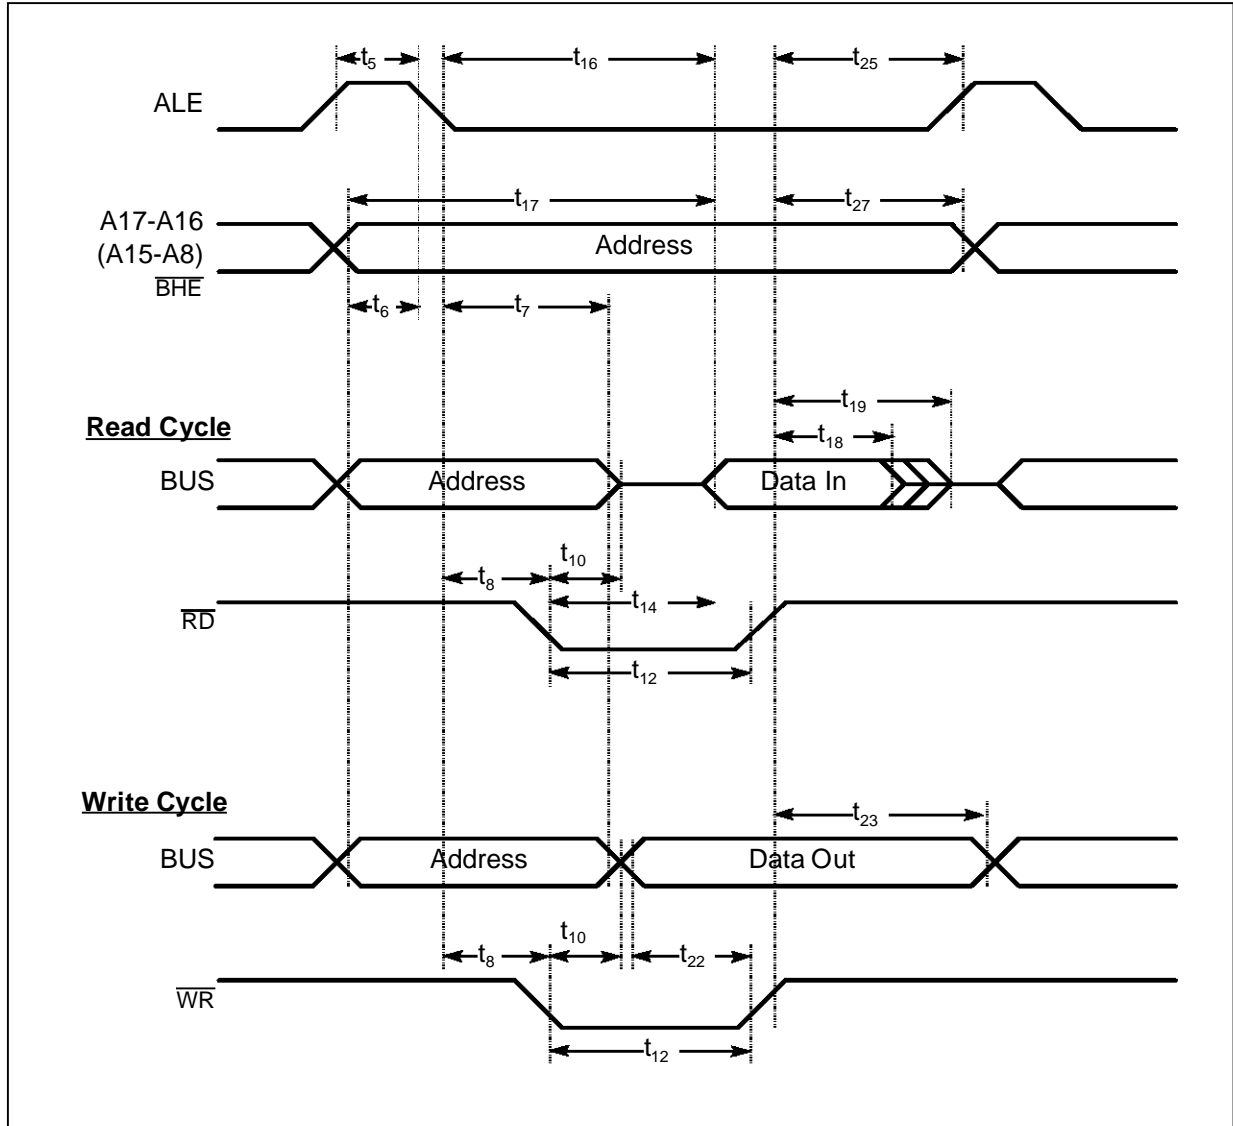 t5 t16 t25
ALE
t17 t27
A17-A16
(A15-A8)
BHE
Address
t6 t7
t19
Read Cycle
t18
BUS Address Data In
t10
t8
t14
RD
t12
Write Cycle
t23
BUS Address Data Out
t10
t8 t22
WR
t12